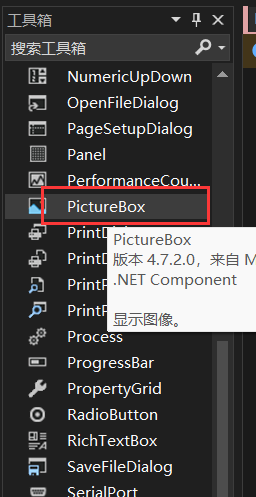 工具箱
搜索工具箱
NumericUpDown
OpenFileDialog
PageSetupDialog
Panel
PerformanceCou...
PictureBox
PrintD
PictureBox
版本 4.7.2.0，来自 M
PrintD
.NET Component
PrintP
PrintP
显示图像。
Process
ProgressBar
PropertyGrid
RadioButton
RichTextBox
SaveFileDialog
SerialPort